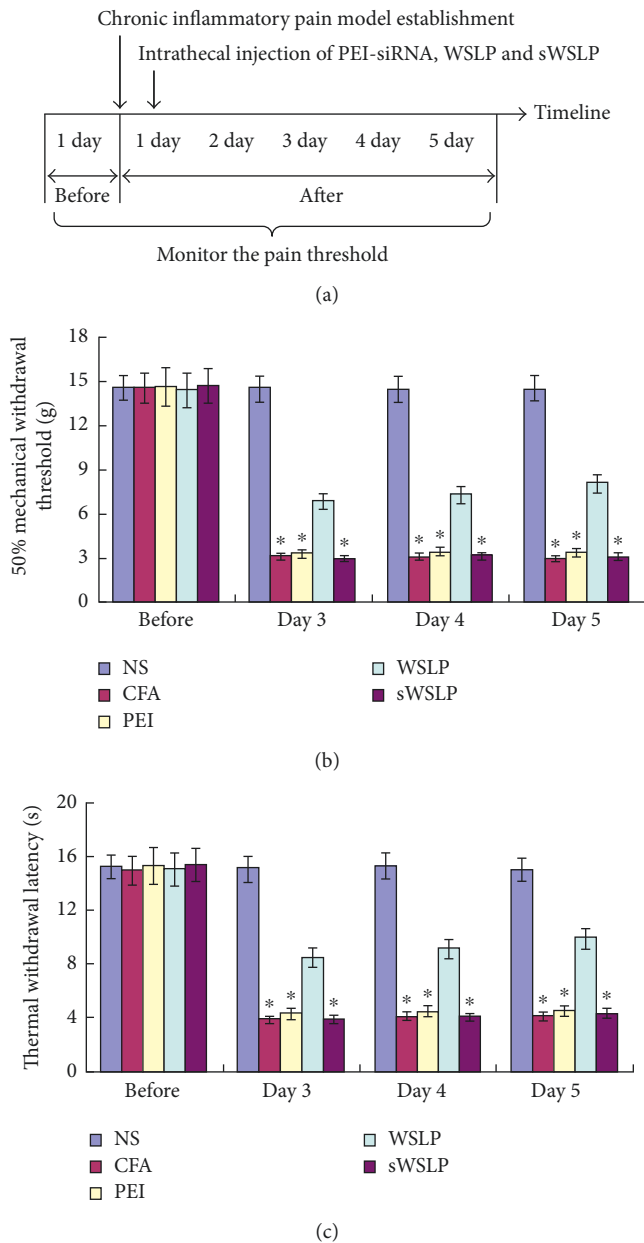 Chronic inflammatory pain model establishment
Intrathecal injection of PEI-siRNA, WSLP and sWSLP
Timeline
1 day 1 day 2 day 3 day 4 day 5 day
Before After
Monitor the pain threshold
(a)
50% mechanical withdrawal
threshold (g)
18
15
12
9
6
3
0
* * *
* * *
* * *
Before Day 3 Day 4 Day 5
NS WSLP
CFA sWSLP
PEI
(b)
Thermal withdrawal latency (s)
20
16
12
8
4
0
* * *
* * *
* * *
Before Day 3 Day 4 Day 5
NS WSLP
CFA sWSLP
PEI
(c)